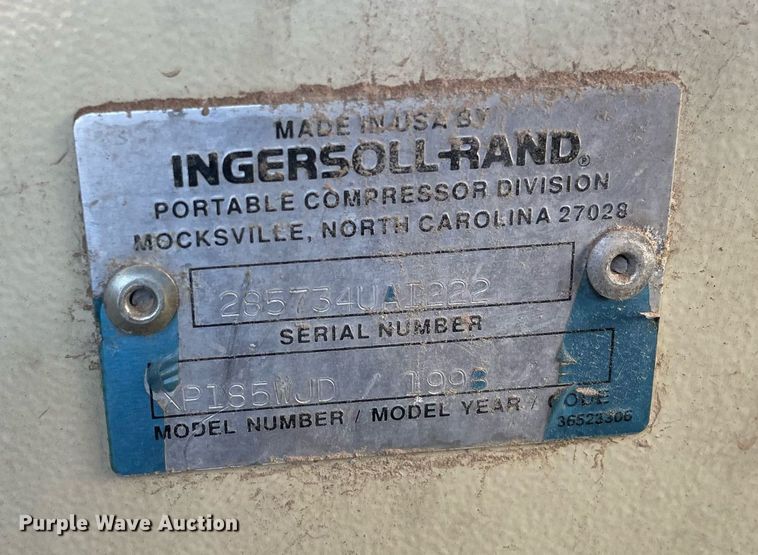 MADE IN USA BY
INGERSOLL-RAND®
PORTABLE COMPRESSOR DIVISION
MOCKSVILLE, NORTH CAROLINA 27028
285734UAI222
SERIAL NUMBER
XP185WJD / /
MODEL NUMBER / MODEL YEAR / CODE
36523306
Purple Wave Auction